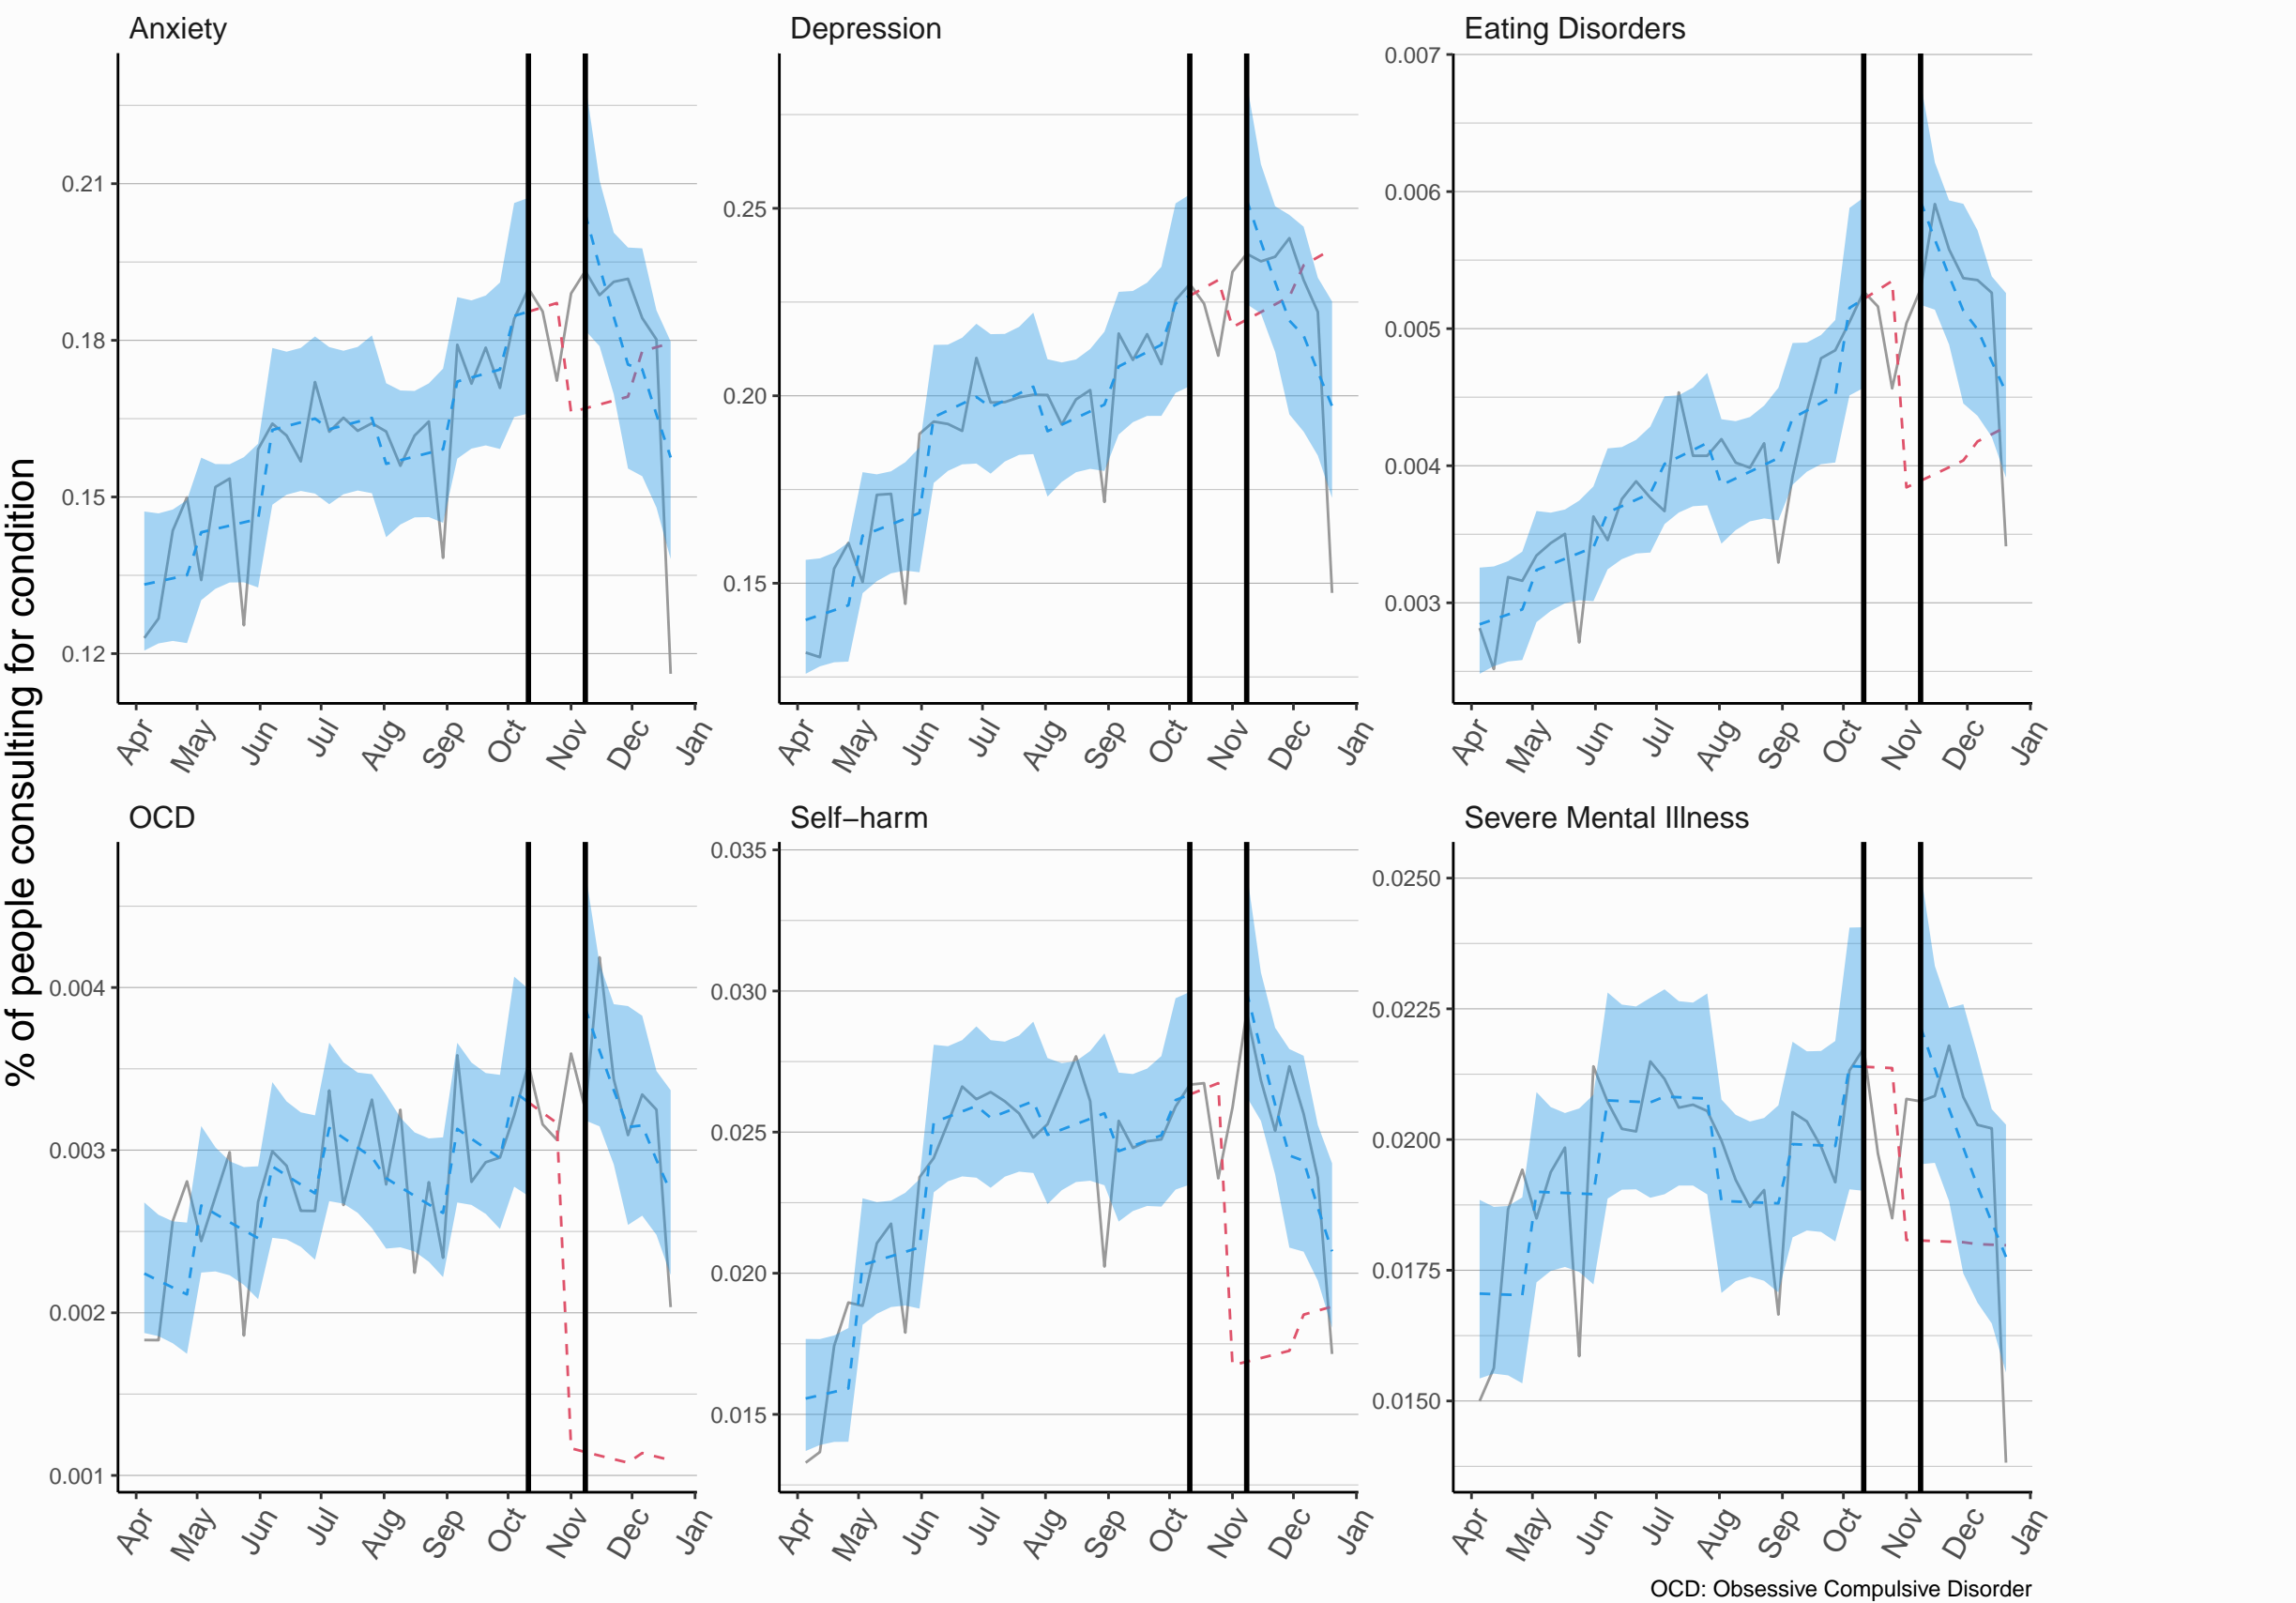 % of people consulting for condition
Anxiety
0.21
0.18
0.15
0.12
Apr May Jun Jul Aug Sep Oct Nov Dec Jan
Depression
0.25
0.20
0.15
Apr May Jun Jul Aug Sep Oct Nov Dec Jan
Eating Disorders
0.007
0.006
0.005
0.004
0.003
Apr May Jun Jul Aug Sep Oct Nov Dec Jan
OCD
0.004
0.003
0.002
0.001
Apr May Jun Jul Aug Sep Oct Nov Dec Jan
Self−harm
0.035
0.030
0.025
0.020
0.015
Apr May Jun Jul Aug Sep Oct Nov Dec Jan
Severe Mental Illness
0.0250
0.0225
0.0200
0.0175
0.0150
Apr May Jun Jul Aug Sep Oct Nov Dec Jan
OCD: Obsessive Compulsive Disorder